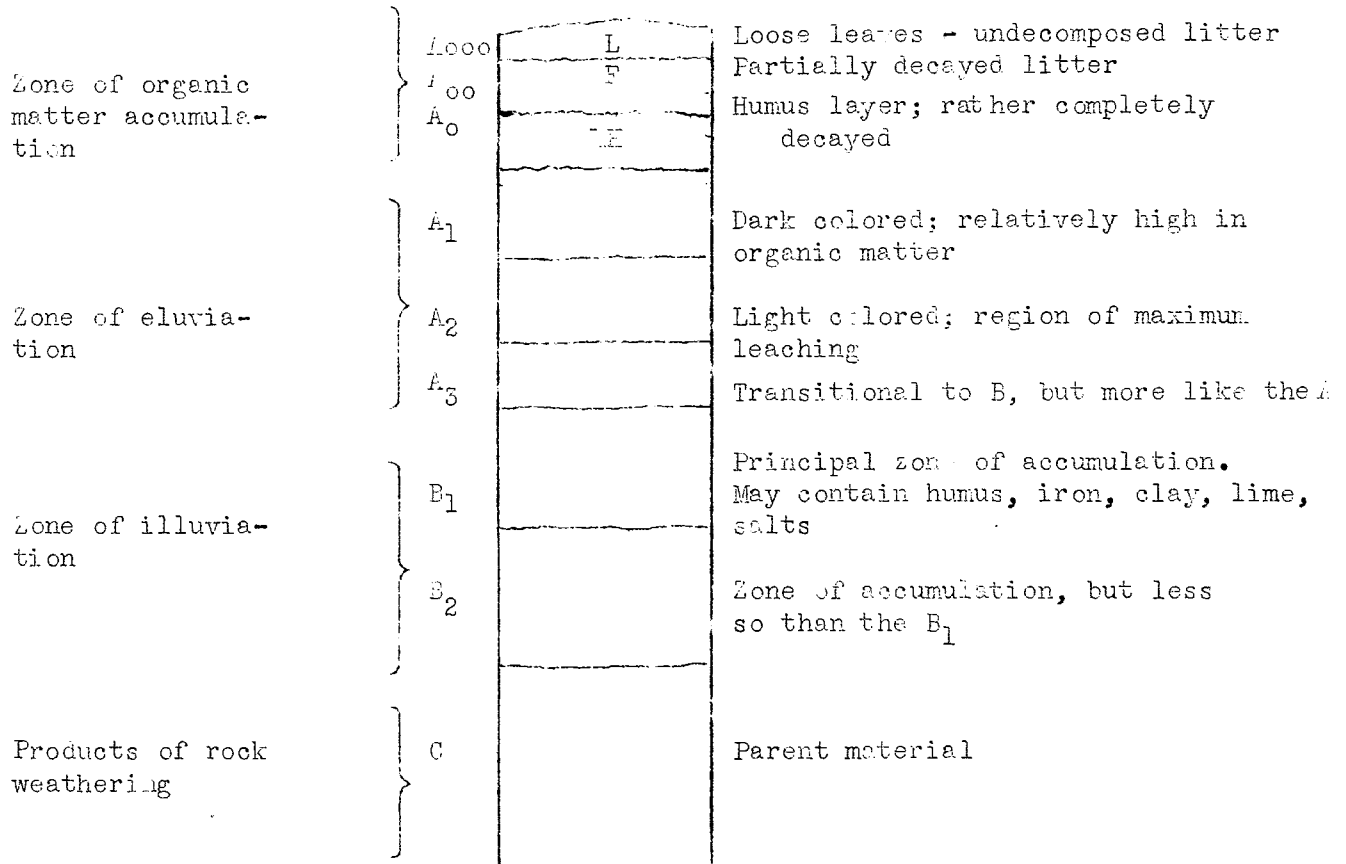 Zone of organic
matter accumula-
tion
Aooo
L
Loose leaves - undecomposed litter
Aoo
F
Partially decayed litter
Ao
H
Humus layer; rather completely
decayed
Zone of eluvia-
tion
A1
Dark colored; relatively high in
organic matter
A2
Light colored; region of maximum
leaching
A3
Transitional to B, but more like the A
Zone of illuvia-
tion
B1
Principal zone of accumulation.
May contain humus, iron, clay, lime,
salts
B2
Zone of accumulation, but less
so than the B1
Products of rock
weathering
C
Parent material